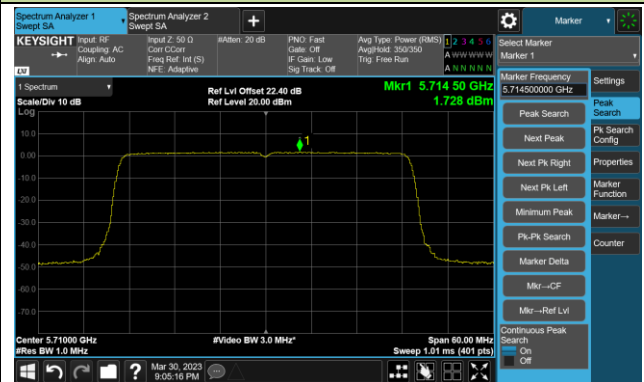 Spectrum Analyzer 1
Swept SA
Spectrum Analyzer 2
Swept SA
+
Marker
KEYSIGHT
LXI
Input: RF
Coupling: AC
Align: Auto
Input Z: 50 Ω
Corr CCorr
Freq Ref: Int (S)
NFE: Adaptive
#Atten: 20 dB
PNO: Fast
Gate: Off
IF Gain: Low
Sig Track: Off
Avg Type: Power (RMS)
Avg|Hold: 350/350
Trig: Free Run
1 2 3 4 5 6
A W W W W W
A N N N N N
Select Marker
Marker 1
1 Spectrum
Scale/Div 10 dB
Log
Ref Lvl Offset 22.40 dB
Ref Level 20.00 dBm
Mkr1 5.714 50 GHz
1.728 dBm
10.0
0.00
-10.0
-20.0
-30.0
-40.0
-50.0
-60.0
-70.0
1
Center 5.71000 GHz
#Res BW 1.0 MHz
#Video BW 3.0 MHz*
Span 60.00 MHz
Sweep 1.01 ms (401 pts)
Marker Frequency
5.714500000 GHz
Peak Search
Next Peak
Next Pk Right
Next Pk Left
Minimum Peak
Pk-Pk Search
Marker Delta
Mkr→CF
Mkr→Ref Lvl
Continuous Peak
Search
On
Off
Settings
Peak
Search
Pk Search
Config
Properties
Marker
Function
Marker→
Counter
?
Mar 30, 2023
9:05:16 PM